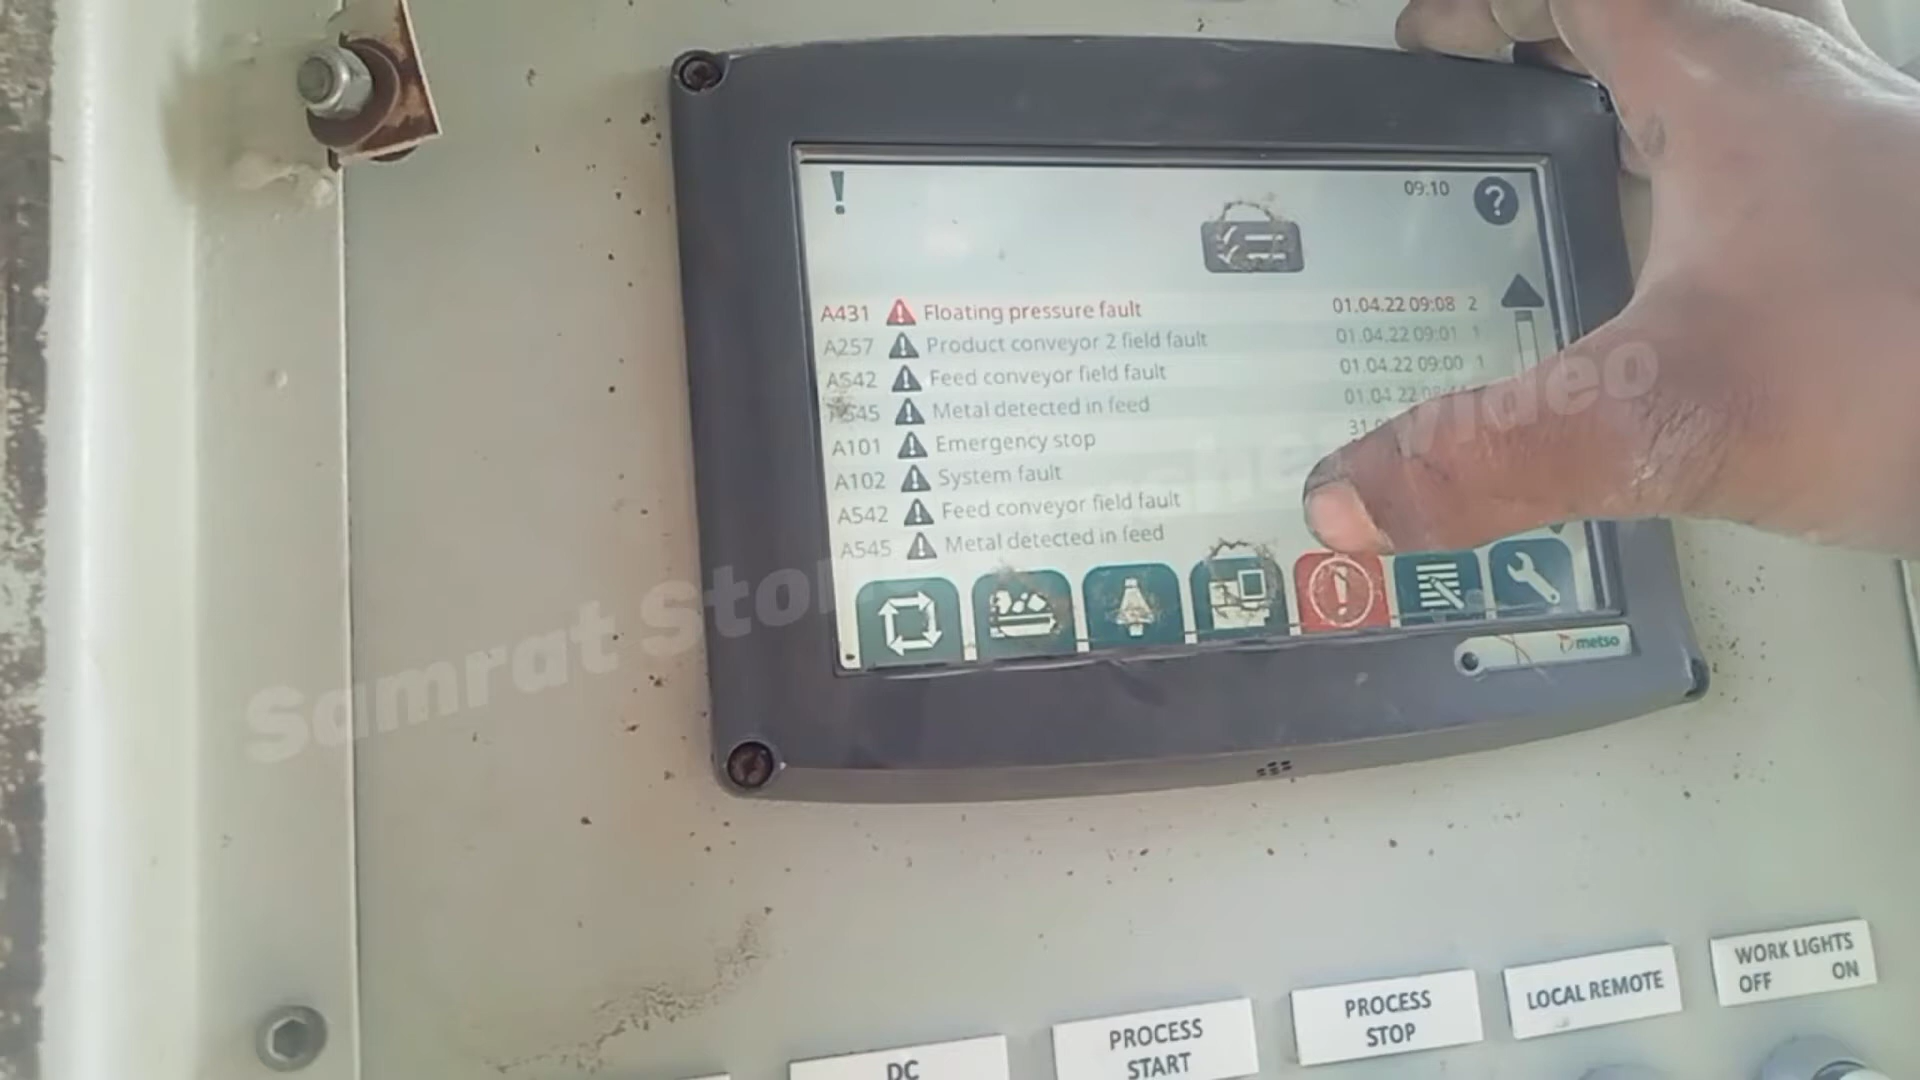 09:10
?
A431 Floating pressure fault 01.04.22 09:08 2
A257 Product conveyor 2 field fault 01.04.22 09:01 1
A542 Feed conveyor field fault 01.04.22 09:00 1
A545 Metal detected in feed 01.04.22
A101 Emergency stop
A102 System fault
A542 Feed conveyor field fault
A545 Metal detected in feed
metso
Samrat Stone video
DC
PROCESS
START
PROCESS
STOP
LOCAL REMOTE
WORK LIGHTS
OFF ON